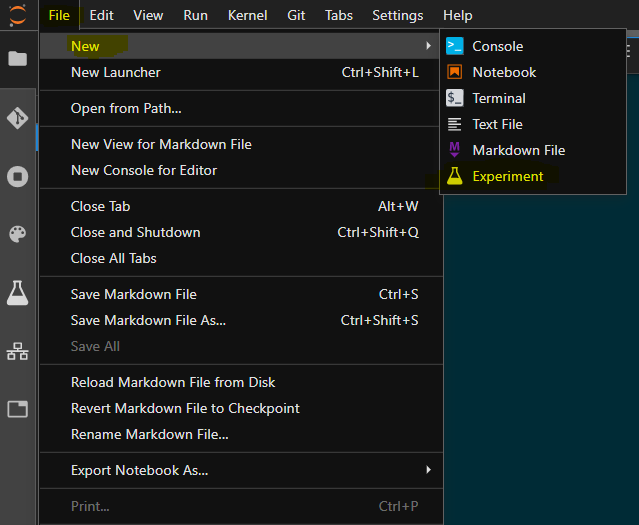 File Edit View Run Kernel Git Tabs Settings Help
New
New Launcher Ctrl+Shift+L
Open from Path...
New View for Markdown File
New Console for Editor
Close Tab Alt+W
Close and Shutdown Ctrl+Shift+Q
Close All Tabs
Save Markdown File Ctrl+S
Save Markdown File As... Ctrl+Shift+S
Save All
Reload Markdown File from Disk
Revert Markdown File to Checkpoint
Rename Markdown File...
Export Notebook As...
Print... Ctrl+P
Console
Notebook
$_ Terminal
Text File
M Markdown File
Experiment